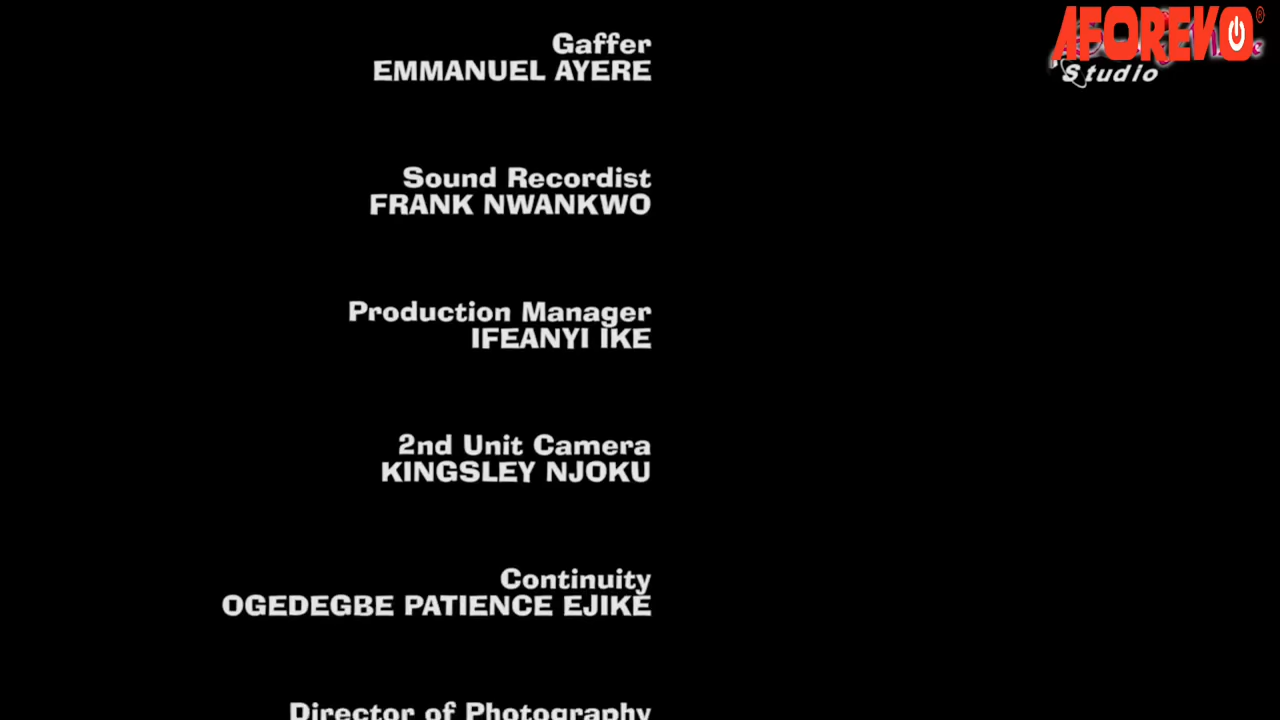 Gaffer
EMMANUEL AYERE
Sound Recordist
FRANK NWANKWO
Production Manager
IFEANYI IKE
2nd Unit Camera
KINGSLEY NJOKU
Continuity
OGEDEGBE PATIENCE EJIKE
Director of Photography
AFOREVO
Studio